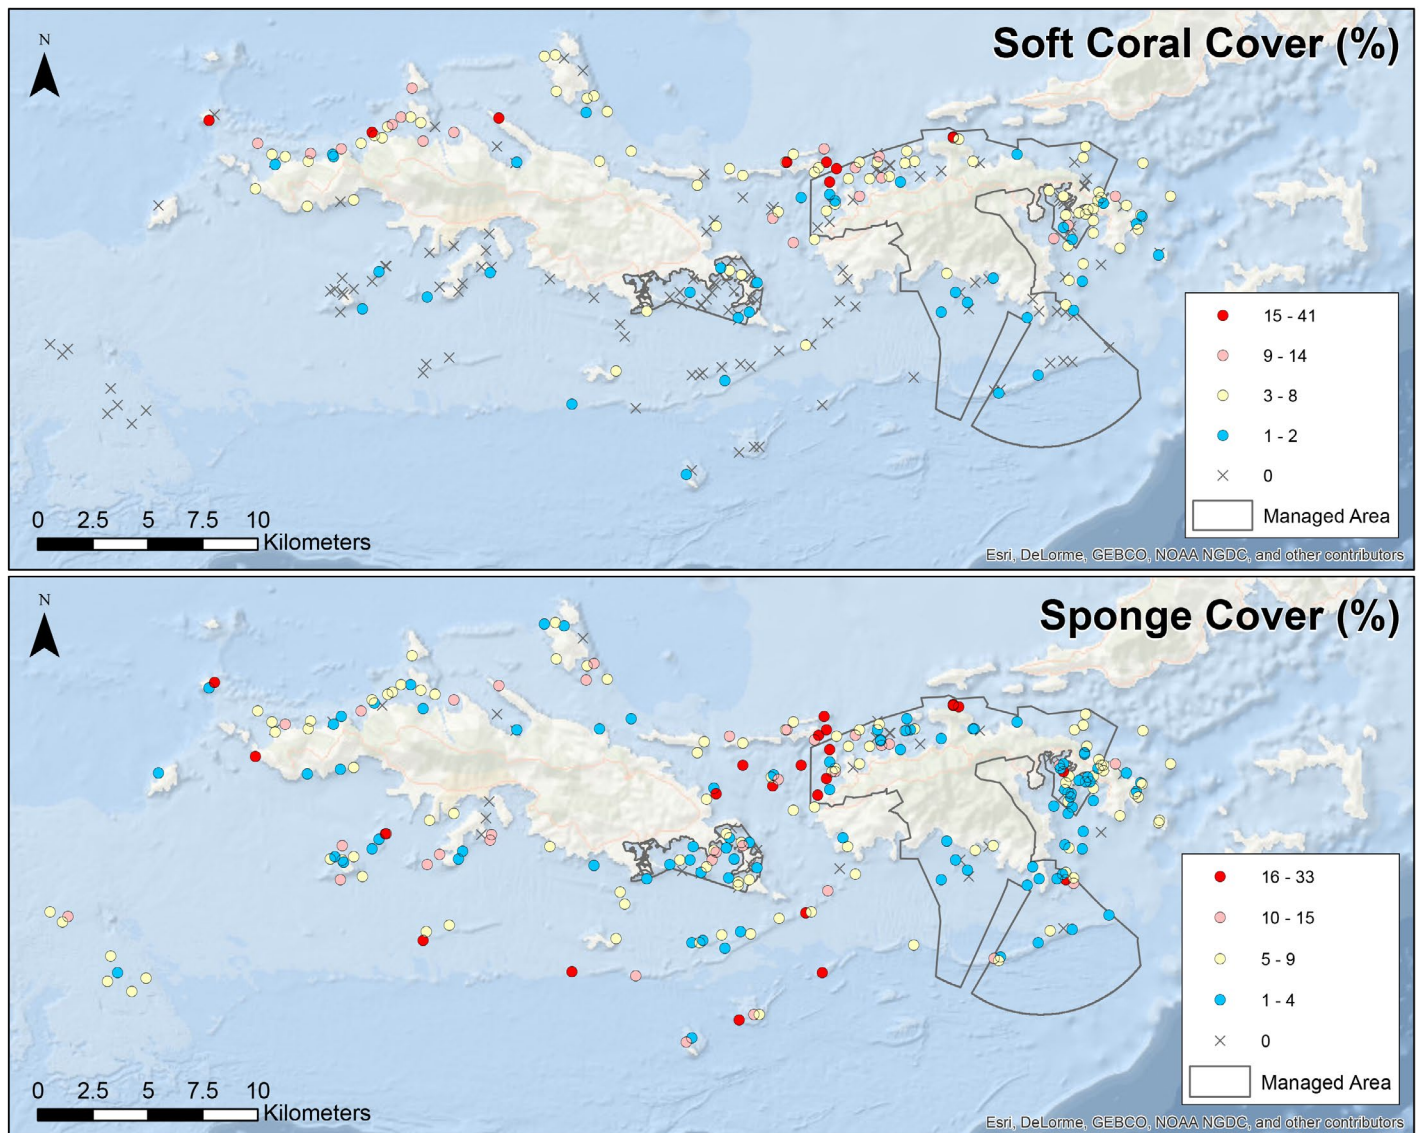 Soft Coral Cover (%)
N
15 - 41
9 - 14
3 - 8
1 - 2
0
Managed Area
0 2.5 5 7.5 10
Kilometers
Esri, DeLorme, GEBCO, NOAA NGDC, and other contributors
Sponge Cover (%)
N
16 - 33
10 - 15
5 - 9
1 - 4
0
Managed Area
0 2.5 5 7.5 10
Kilometers
Esri, DeLorme, GEBCO, NOAA NGDC, and other contributors